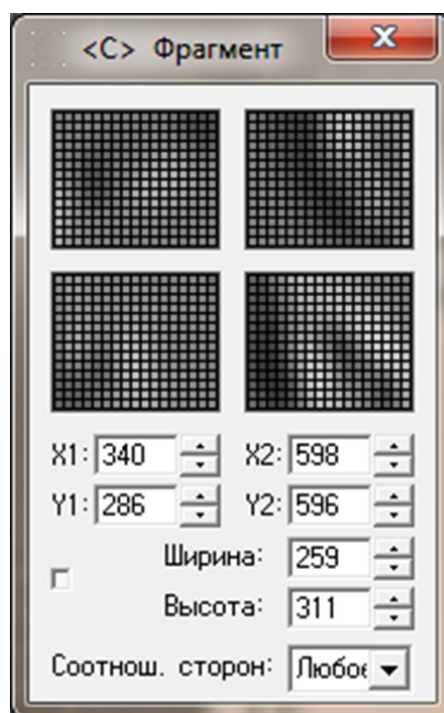 <C> Фрагмент
X1: 340 X2: 598
Y1: 286 Y2: 596
Ширина: 259
Высота: 311
Соотнош. сторон: Любое